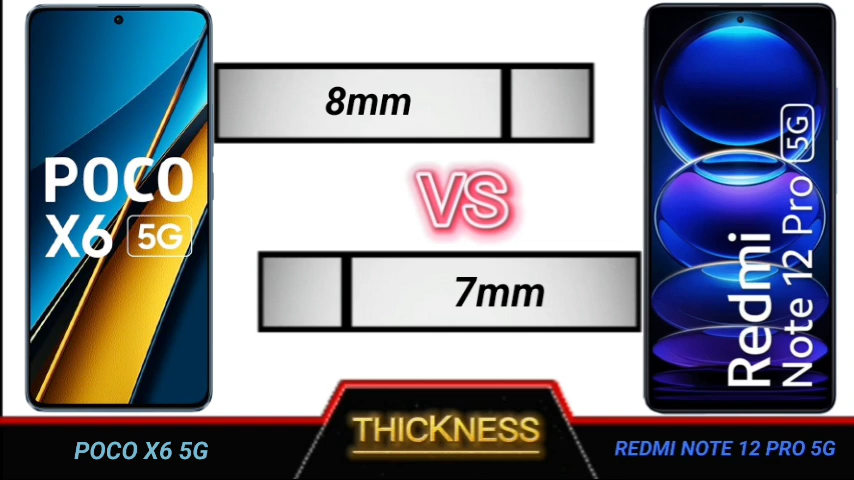 POCO
X6 5G
8mm
VS
7mm
Redmi
Note 12 Pro 5G
THICKNESS
POCO X6 5G
REDMI NOTE 12 PRO 5G